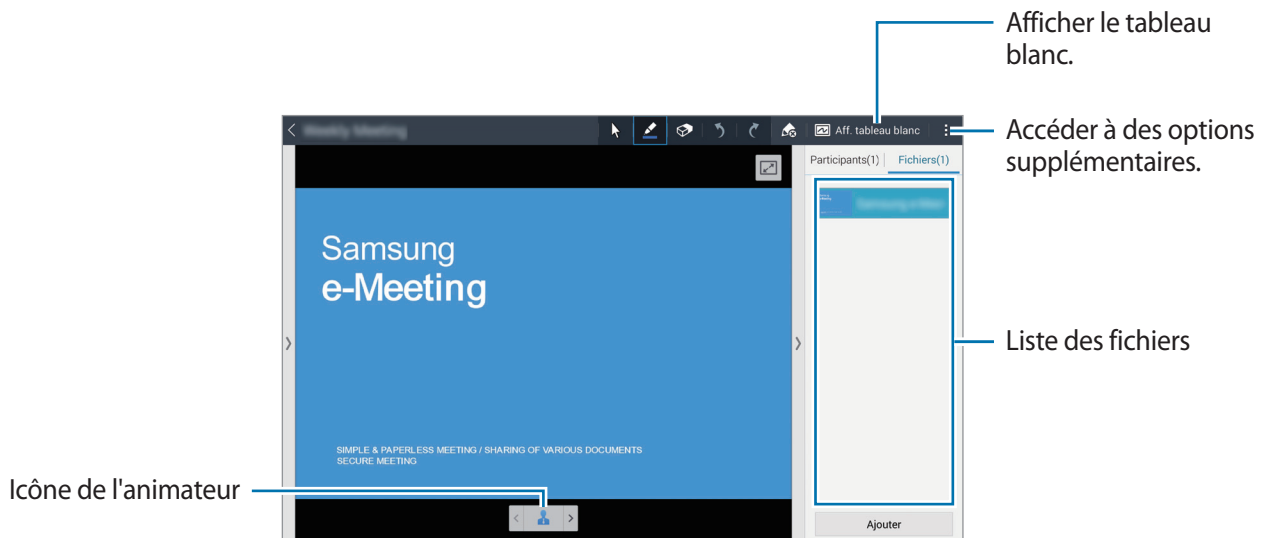 Afficher le tableau
blanc.
Aff. tableau blanc
Accéder à des options
supplémentaires.
Participants(1)
Fichiers(1)
Samsung
e-Meeting
Liste des fichiers
SIMPLE & PAPERLESS MEETING / SHARING OF VARIOUS DOCUMENTS
SECURE MEETING
Icône de l'animateur
Ajouter